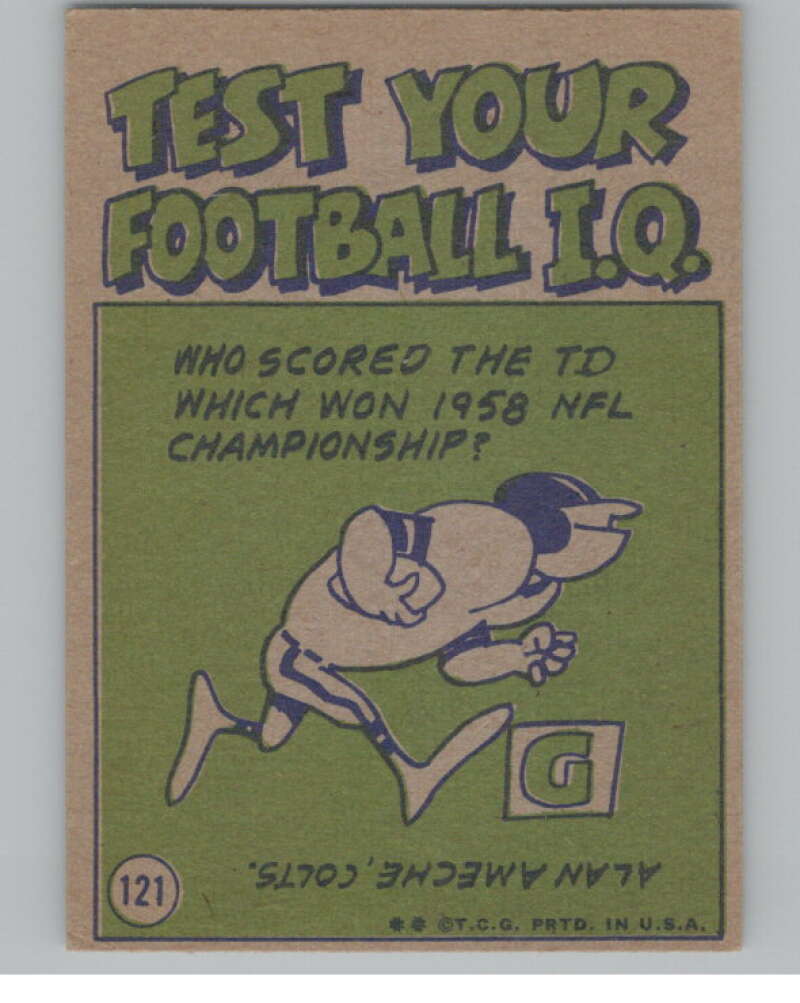 TEST YOUR
FOOTBALL I.Q.
WHO SCORED THE TD
WHICH WON 1958 NFL
CHAMPIONSHIP?
G
ALAN AMECHE, COLTS.
121
** ©T.C.G. PRTD. IN U.S.A.